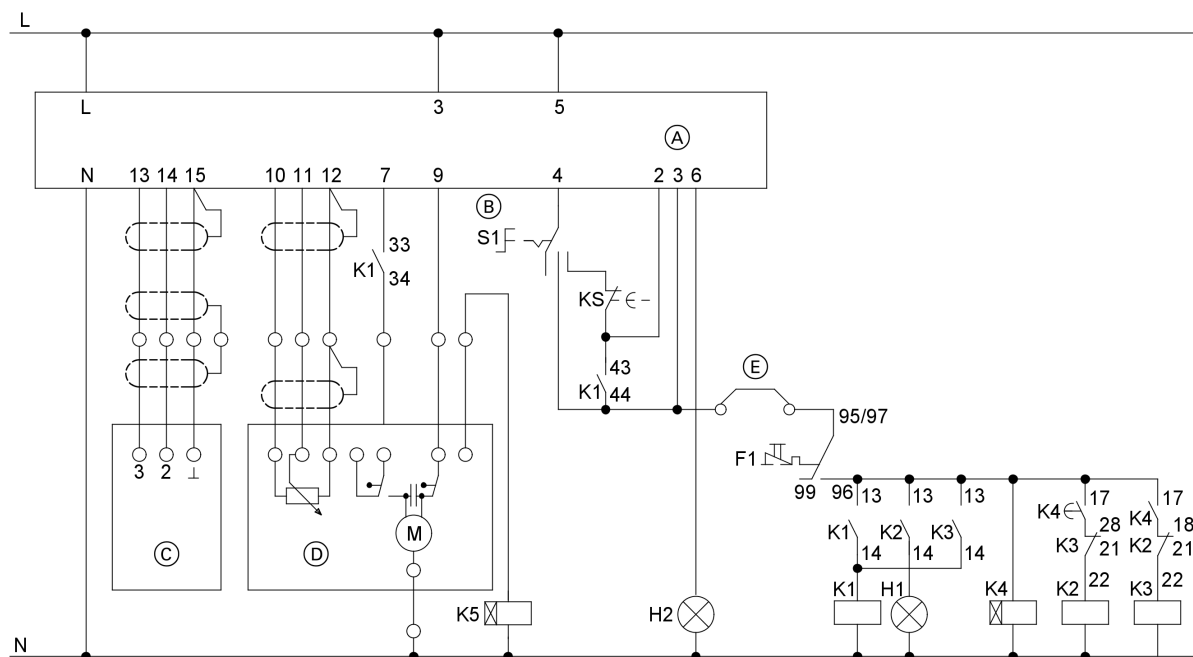 L
L 3 5
A
N 13 14 15 10 11 12 7 9 4 2 3 6
B
S1
33
K1
34
KS
43
K1 44
E
95/97
F1
99 96 13 13 13 17 17
K4 28 K4 18
K1 K2 K3 K3 21 K2 21
14 14 14
22 22
3 2 ⊥
M
C D
K5 H2 K1 H1 K4 K2 K3
N